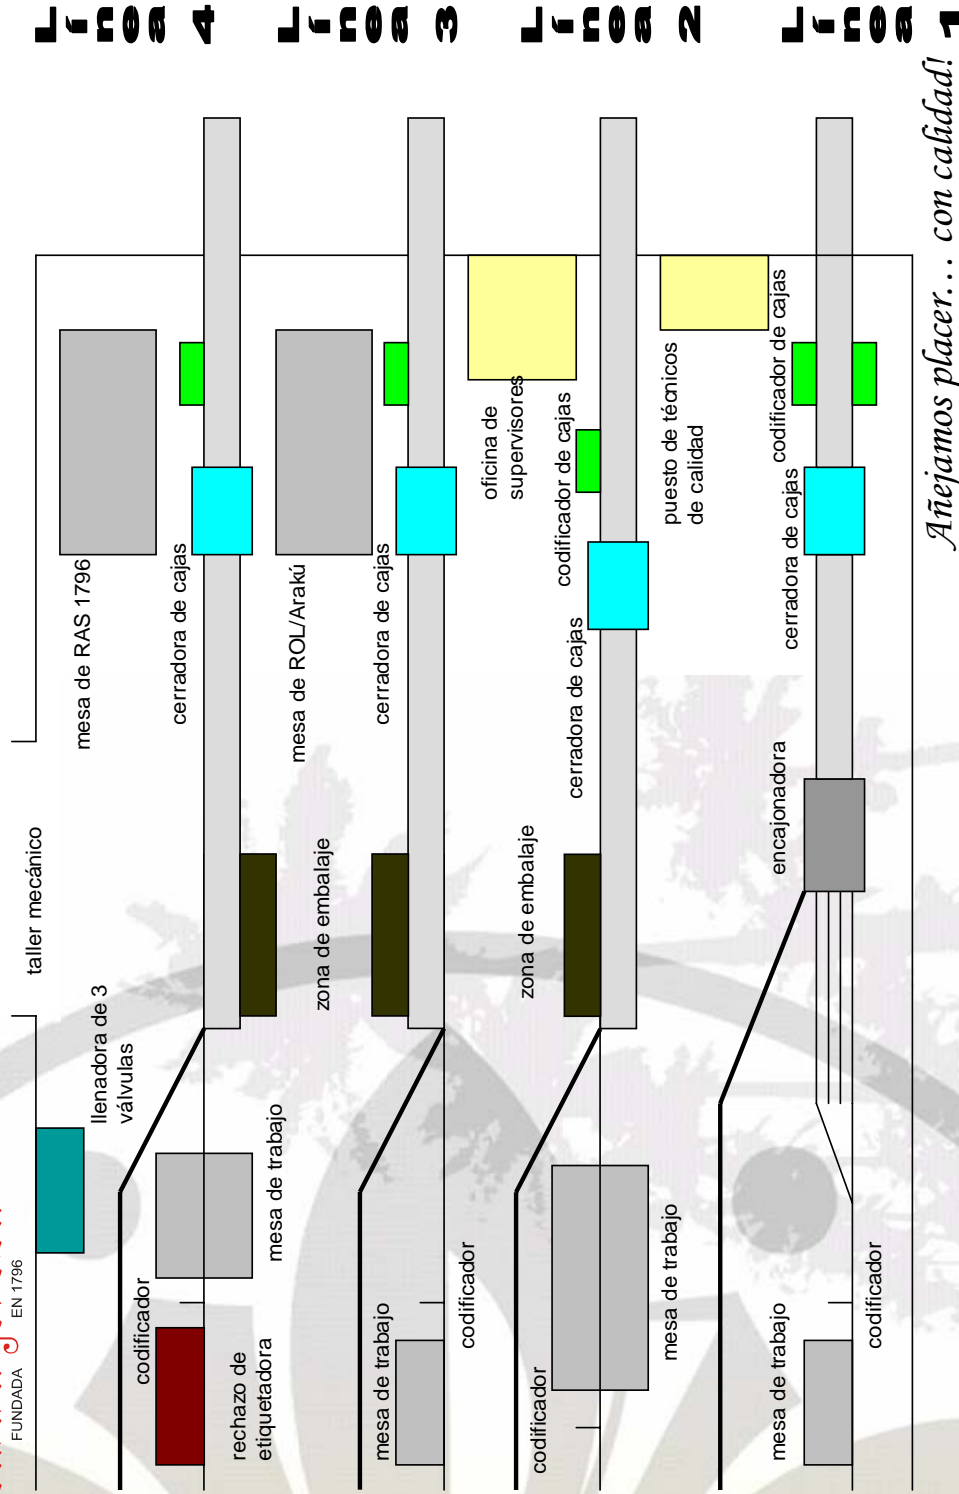 Línea 4
Línea 3
Línea 2
Línea 1
FUNDADA
EN 1796
taller mecánico
llenadora de 3
válvulas
mesa de RAS 1796
cerradora de cajas
mesa de trabajo
codificador
rechazo de
etiquetadora
mesa de ROL/Arakú
cerradora de cajas
zona de embalaje
mesa de trabajo
codificador
oficina de
supervisores
codificador de cajas
cerradora de cajas
zona de embalaje
codificador
mesa de trabajo
puesto de técnicos
de calidad
codificador de cajas
cerradora de cajas
encajonadora
mesa de trabajo
codificador
Añejamos placer… con calidad!